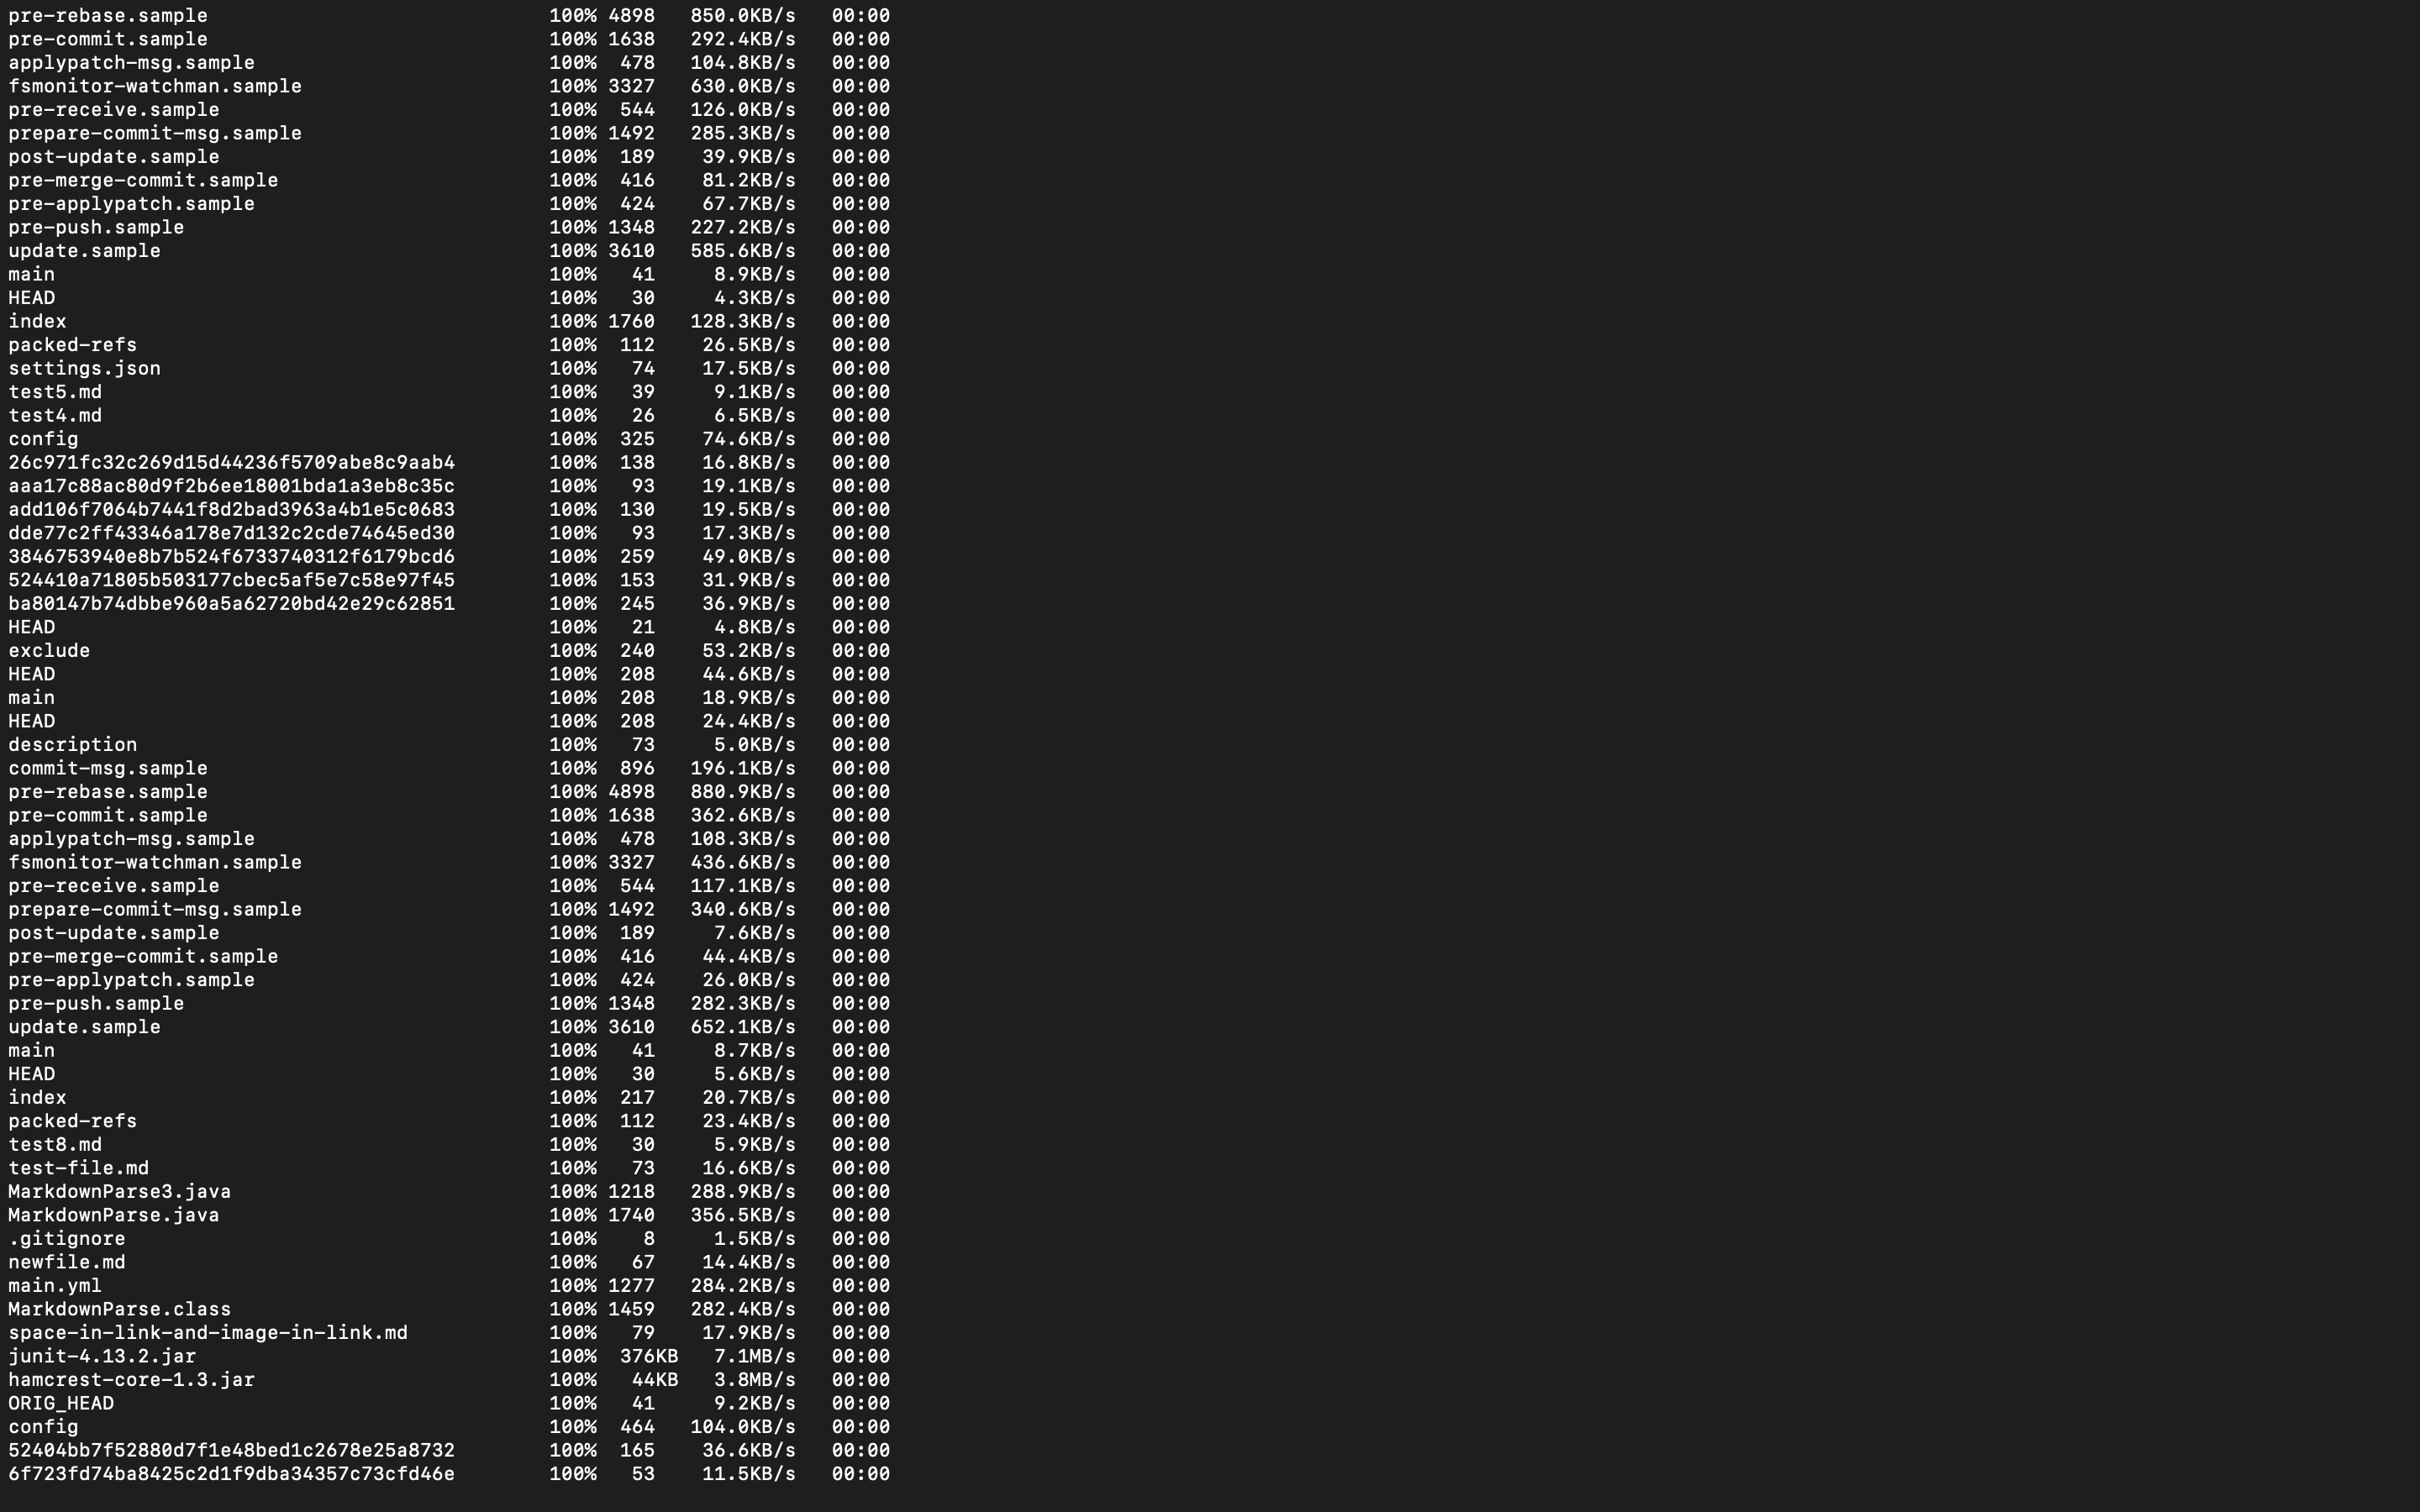 pre-rebase.sample 100% 4898 850.0KB/s 00:00
pre-commit.sample 100% 1638 292.4KB/s 00:00
applypatch-msg.sample 100% 478 104.8KB/s 00:00
fsmonitor-watchman.sample 100% 3327 630.0KB/s 00:00
pre-receive.sample 100% 544 126.0KB/s 00:00
prepare-commit-msg.sample 100% 1492 285.3KB/s 00:00
post-update.sample 100% 189 39.9KB/s 00:00
pre-merge-commit.sample 100% 416 81.2KB/s 00:00
pre-applypatch.sample 100% 424 67.7KB/s 00:00
pre-push.sample 100% 1348 227.2KB/s 00:00
update.sample 100% 3610 585.6KB/s 00:00
main 100% 41 8.9KB/s 00:00
HEAD 100% 30 4.3KB/s 00:00
index 100% 1760 128.3KB/s 00:00
packed-refs 100% 112 26.5KB/s 00:00
settings.json 100% 74 17.5KB/s 00:00
test5.md 100% 39 9.1KB/s 00:00
test4.md 100% 26 6.5KB/s 00:00
config 100% 325 74.6KB/s 00:00
26c971fc32c269d15d44236f5709abe8c9aab4 100% 138 16.8KB/s 00:00
aaa17c88ac80d9f2b6ee18001bda1a3eb8c35c 100% 93 19.1KB/s 00:00
add106f7064b7441f8d2bad3963a4b1e5c0683 100% 130 19.5KB/s 00:00
dde77c2ff43346a178e7d132c2cde74645ed30 100% 93 17.3KB/s 00:00
3846753940e8b7b524f6733740312f6179bcd6 100% 259 49.0KB/s 00:00
524410a71805b503177cbec5af5e7c58e97f45 100% 153 31.9KB/s 00:00
ba80147b74dbbe960a5a62720bd42e29c62851 100% 245 36.9KB/s 00:00
HEAD 100% 21 4.8KB/s 00:00
exclude 100% 240 53.2KB/s 00:00
HEAD 100% 208 44.6KB/s 00:00
main 100% 208 18.9KB/s 00:00
HEAD 100% 208 24.4KB/s 00:00
description 100% 73 5.0KB/s 00:00
commit-msg.sample 100% 896 196.1KB/s 00:00
pre-rebase.sample 100% 4898 880.9KB/s 00:00
pre-commit.sample 100% 1638 362.6KB/s 00:00
applypatch-msg.sample 100% 478 108.3KB/s 00:00
fsmonitor-watchman.sample 100% 3327 436.6KB/s 00:00
pre-receive.sample 100% 544 117.1KB/s 00:00
prepare-commit-msg.sample 100% 1492 340.6KB/s 00:00
post-update.sample 100% 189 7.6KB/s 00:00
pre-merge-commit.sample 100% 416 44.4KB/s 00:00
pre-applypatch.sample 100% 424 26.0KB/s 00:00
pre-push.sample 100% 1348 282.3KB/s 00:00
update.sample 100% 3610 652.1KB/s 00:00
main 100% 41 8.7KB/s 00:00
HEAD 100% 30 5.6KB/s 00:00
index 100% 217 20.7KB/s 00:00
packed-refs 100% 112 23.4KB/s 00:00
test8.md 100% 30 5.9KB/s 00:00
test-file.md 100% 73 16.6KB/s 00:00
MarkdownParse3.java 100% 1218 288.9KB/s 00:00
MarkdownParse.java 100% 1740 356.5KB/s 00:00
.gitignore 100% 8 1.5KB/s 00:00
newfile.md 100% 67 14.4KB/s 00:00
main.yml 100% 1277 284.2KB/s 00:00
MarkdownParse.class 100% 1459 282.4KB/s 00:00
space-in-link-and-image-in-link.md 100% 79 17.9KB/s 00:00
junit-4.13.2.jar 100% 376KB 7.1MB/s 00:00
hamcrest-core-1.3.jar 100% 44KB 3.8MB/s 00:00
ORIG_HEAD 100% 41 9.2KB/s 00:00
config 100% 464 104.0KB/s 00:00
52404bb7f52880d7f1e48bed1c2678e25a8732 100% 165 36.6KB/s 00:00
6f723fd74ba8425c2d1f9dba34357c73cfd46e 100% 53 11.5KB/s 00:00